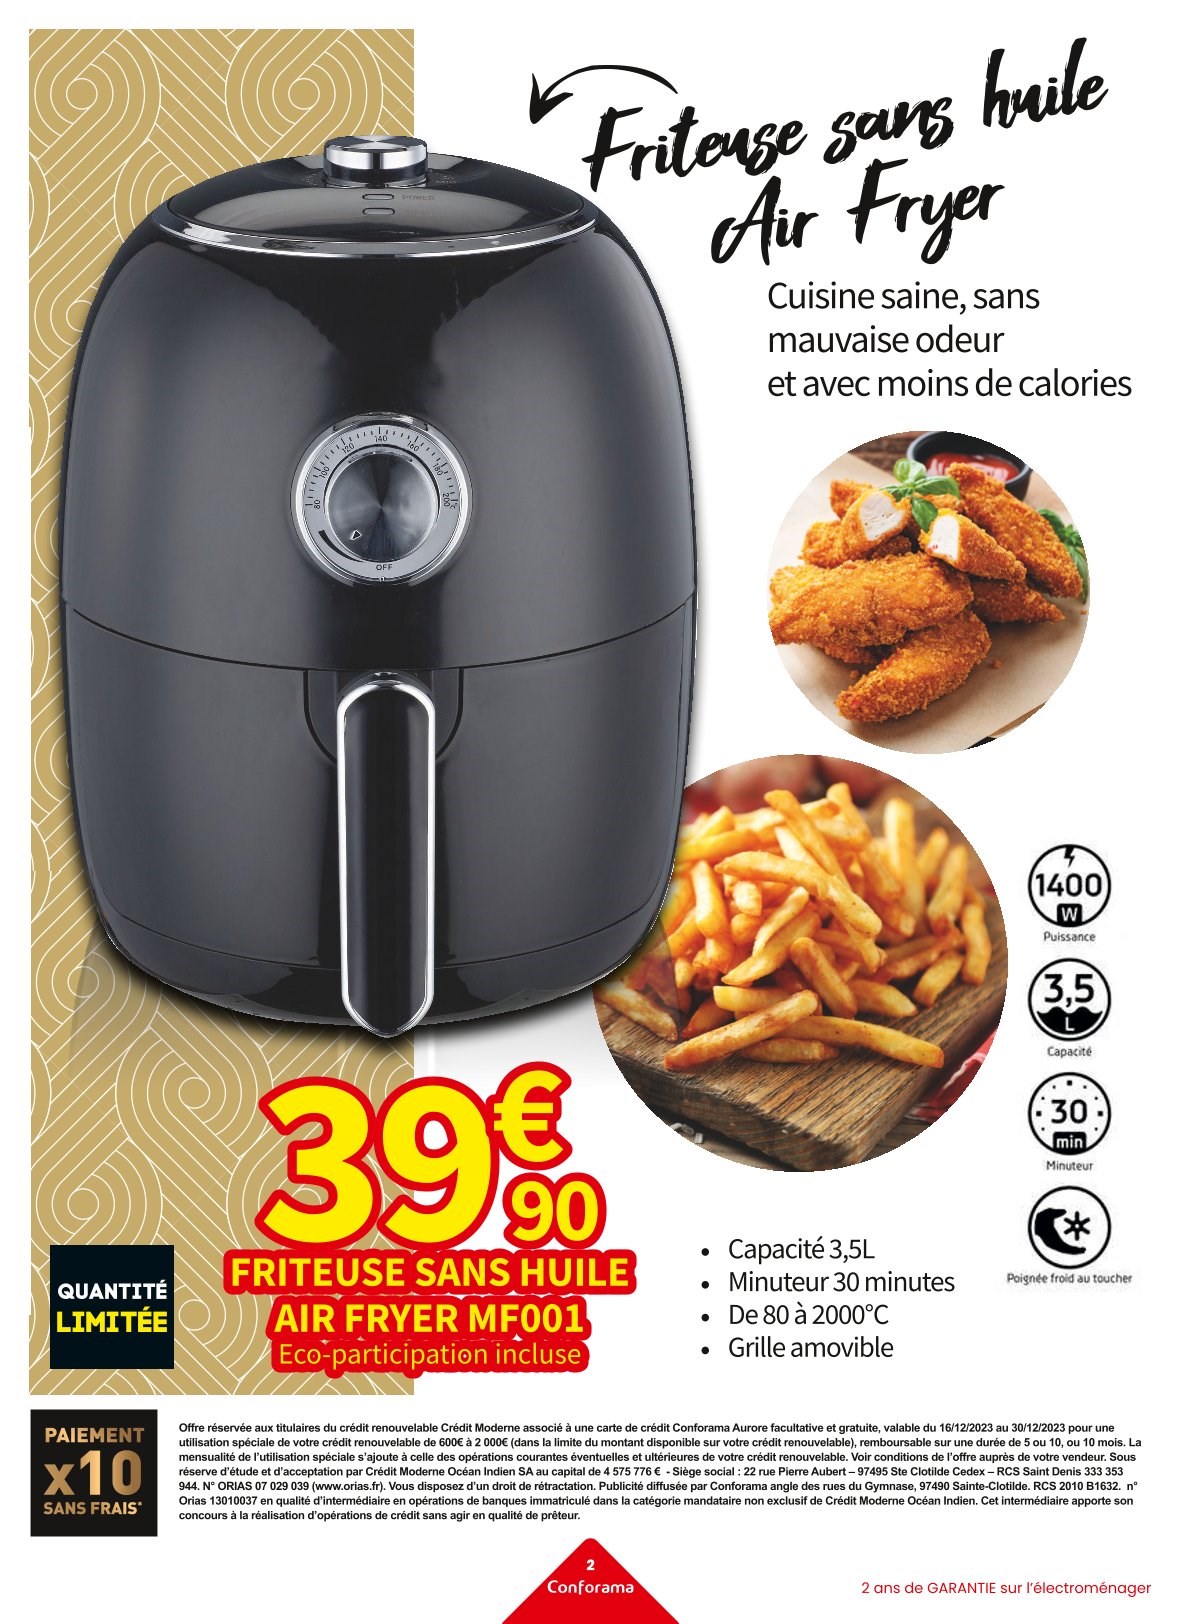 Friteuse sans huile
Air Fryer
Cuisine saine, sans
mauvaise odeur
et avec moins de calories
POWER
80 100 120 140 160 180 200 °C
OFF
1400
W
Puissance
3,5
L
Capacité
30
min
Minuteur
Poignée froid au toucher
39€
90
FRITEUSE SANS HUILE
AIR FRYER MF001
Eco-participation incluse
QUANTITÉ
LIMITÉE
• Capacité 3,5L
• Minuteur 30 minutes
• De 80 à 2000°C
• Grille amovible
PAIEMENT
x10
SANS FRAIS*
Offre réservée aux titulaires du crédit renouvelable Crédit Moderne associé à une carte de crédit Conforama Aurore facultative et gratuite, valable du 16/12/2023 au 30/12/2023 pour une
utilisation spéciale de votre crédit renouvelable de 600€ à 2 000€ (dans la limite du montant disponible sur votre crédit renouvelable), remboursable sur une durée de 5 ou 10, ou 10 mois. La
mensualité de l’utilisation spéciale s’ajoute à celle des opérations courantes éventuelles et ultérieures de votre crédit renouvelable. Voir conditions de l’offre auprès de votre vendeur. Sous
réserve d’étude et d’acceptation par Crédit Moderne Océan Indien SA au capital de 4 575 776 € - Siège social : 22 rue Pierre Aubert – 97495 Ste Clotilde Cedex – RCS Saint Denis 333 353
944. N° ORIAS 07 029 039 (www.orias.fr). Vous disposez d’un droit de rétractation. Publicité diffusée par Conforama angle des rues du Gymnase, 97490 Sainte-Clotilde. RCS 2010 B1632. n°
Orias 13010037 en qualité d’intermédiaire en opérations de banques immatriculé dans la catégorie mandataire non exclusif de Crédit Moderne Océan Indien. Cet intermédiaire apporte son
concours à la réalisation d’opérations de crédit sans agir en qualité de prêteur.
2
Conforama
2 ans de GARANTIE sur l’électroménager